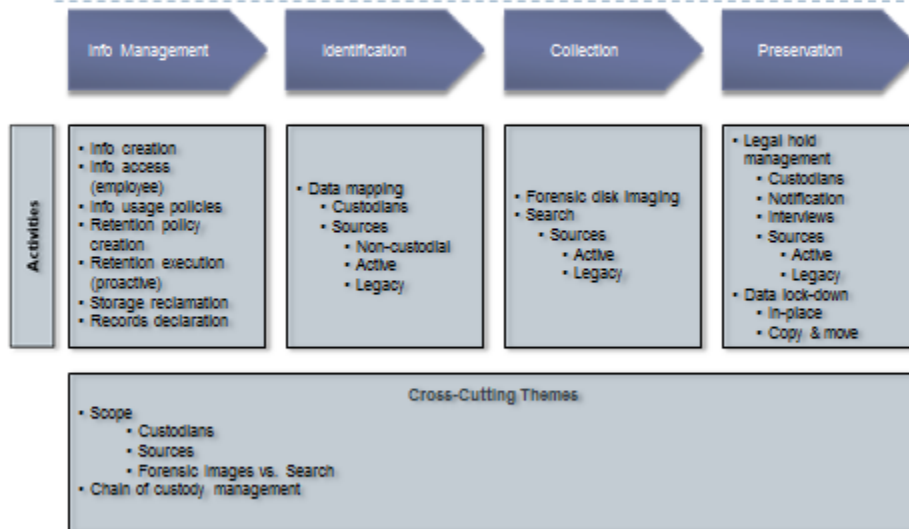 Info Management
Identification
Collection
Preservation
Activities
• Info creation
• Info access
(employee)
• Info usage policies
• Retention policy
creation
• Retention execution
(proactive)
• Storage reclamation
• Records declaration
• Data mapping
• Custodians
• Sources
• Non-custodial
• Active
• Legacy
• Forensic disk imaging
• Search
• Sources
• Active
• Legacy
• Legal hold
management
• Custodians
• Notification
• Interviews
• Sources
• Active
• Legacy
• Data lock-down
• In-place
• Copy & move
Cross-Cutting Themes
• Scope
• Custodians
• Sources
• Forensic images vs. Search
• Chain of custody management